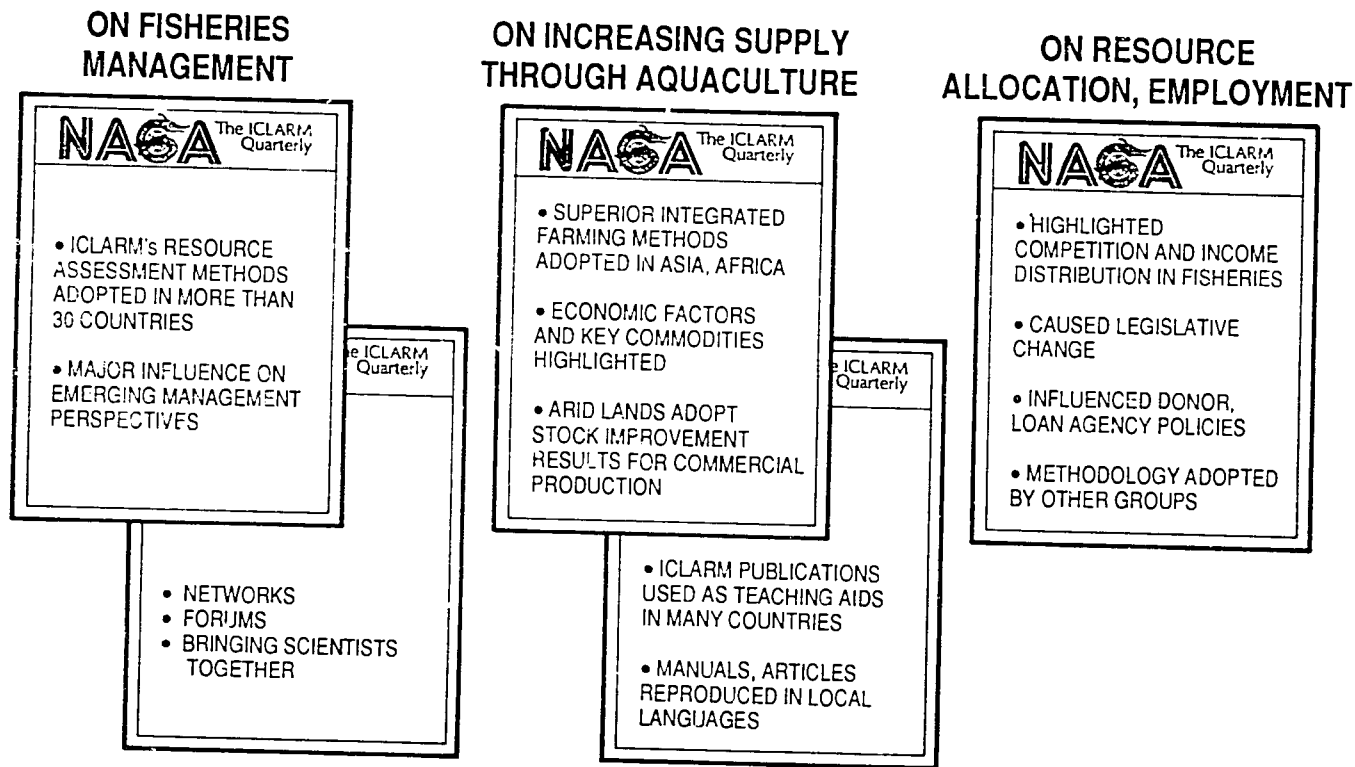 ON FISHERIES
MANAGEMENT
NAGA The ICLARM
Quarterly
• ICLARM's RESOURCE
ASSESSMENT METHODS
ADOPTED IN MORE THAN
30 COUNTRIES
• MAJOR INFLUENCE ON
EMERGING MANAGEMENT
PERSPECTIVES
e ICLARM
Quarterly
• NETWORKS
• FORUMS
• BRINGING SCIENTISTS
TOGETHER
ON INCREASING SUPPLY
THROUGH AQUACULTURE
NAGA The ICLARM
Quarterly
• SUPERIOR INTEGRATED
FARMING METHODS
ADOPTED IN ASIA, AFRICA
• ECONOMIC FACTORS
AND KEY COMMODITIES
HIGHLIGHTED
• ARID LANDS ADOPT
STOCK IMPROVEMENT
RESULTS FOR COMMERCIAL
PRODUCTION
e ICLARM
Quarterly
• ICLARM PUBLICATIONS
USED AS TEACHING AIDS
IN MANY COUNTRIES
• MANUALS, ARTICLES
REPRODUCED IN LOCAL
LANGUAGES
ON RESOURCE
ALLOCATION, EMPLOYMENT
NAGA The ICLARM
Quarterly
• HIGHLIGHTED
COMPETITION AND INCOME
DISTRIBUTION IN FISHERIES
• CAUSED LEGISLATIVE
CHANGE
• INFLUENCED DONOR,
LOAN AGENCY POLICIES
• METHODOLOGY ADOPTED
BY OTHER GROUPS